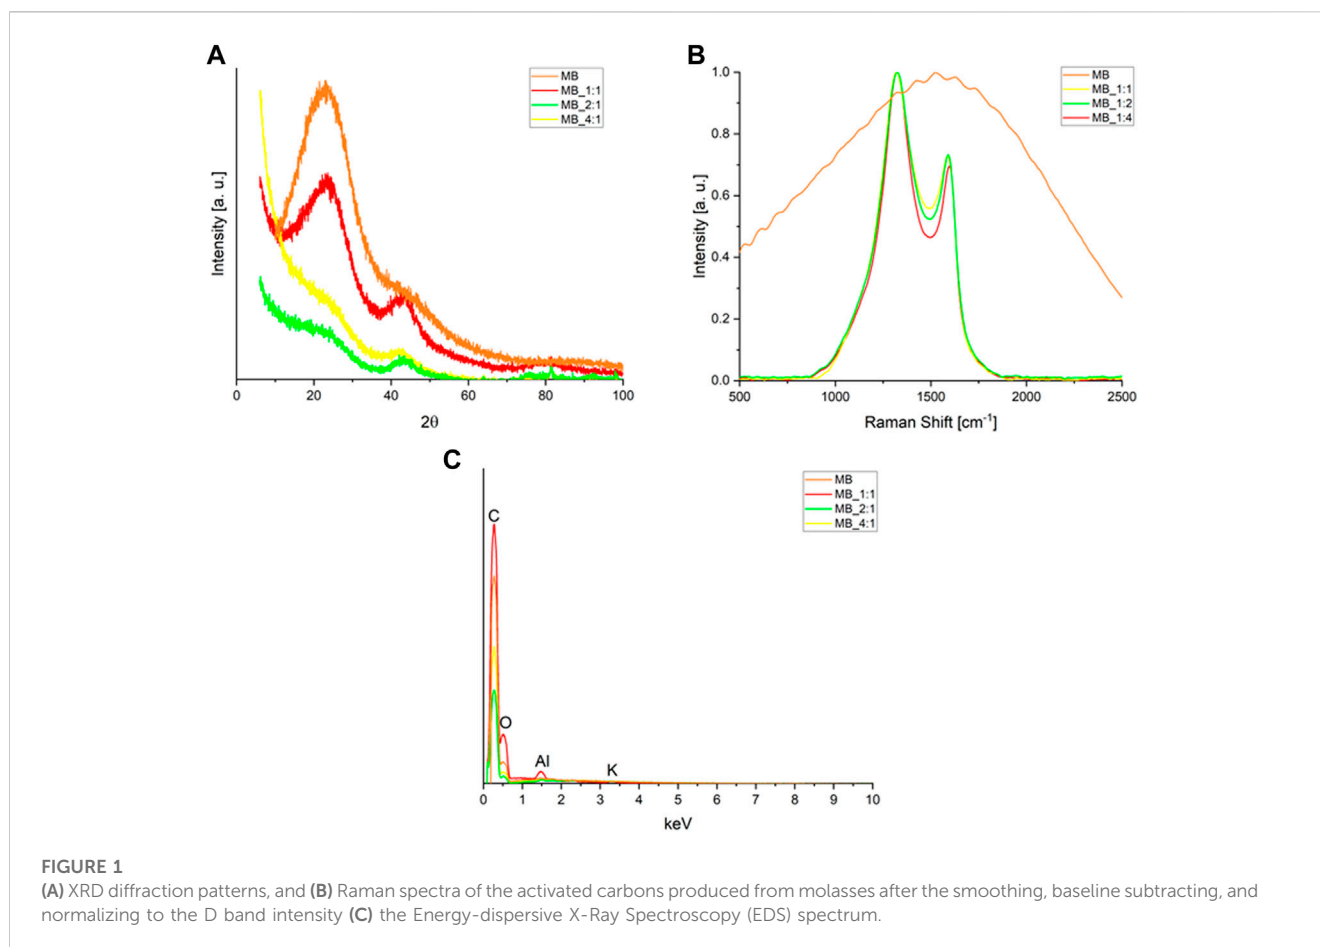 A
MB
MB_1:1
MB_2:1
MB_4:1
Intensity [a. u.]
0 20 40 60 80 100
2θ
B
MB
MB_1:1
MB_1:2
MB_1:4
1.0
0.8
0.6
0.4
0.2
0.0
Intensity [a. u.]
500 1000 1500 2000 2500
Raman Shift [cm⁻¹]
C
MB
MB_1:1
MB_2:1
MB_4:1
C
O
Al
K
0 1 2 3 4 5 6 7 8 9 10
keV
FIGURE 1
(A) XRD diffraction patterns, and (B) Raman spectra of the activated carbons produced from molasses after the smoothing, baseline subtracting, and
normalizing to the D band intensity (C) the Energy-dispersive X-Ray Spectroscopy (EDS) spectrum.